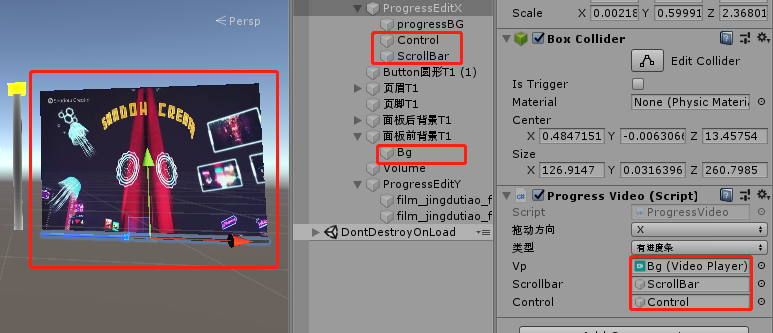 Persp
SHADOW CREAR
ProgressEditX
progressBG
Control
ScrollBar
Button圆形T1 (1)
页眉T1
页脚T1
面板后背景T1
面板前背景T1
Bg
Volume
ProgressEditY
film_jingdutiao_f
film_jingdutiao_f
DontDestroyOnLoad
Scale
X 0.00218 Y 0.59991 Z 2.36801
Box Collider
Edit Collider
Is Trigger
Material None (Physic Materia
Center
X 0.4847151 Y -0.0063066 Z 13.45754
Size
X 126.9147 Y 0.0316396 Z 260.7985
Progress Video (Script)
Script ProgressVideo
拖动方向 X
类型 有进度条
Vp Bg (Video Player)
Scrollbar ScrollBar
Control Control